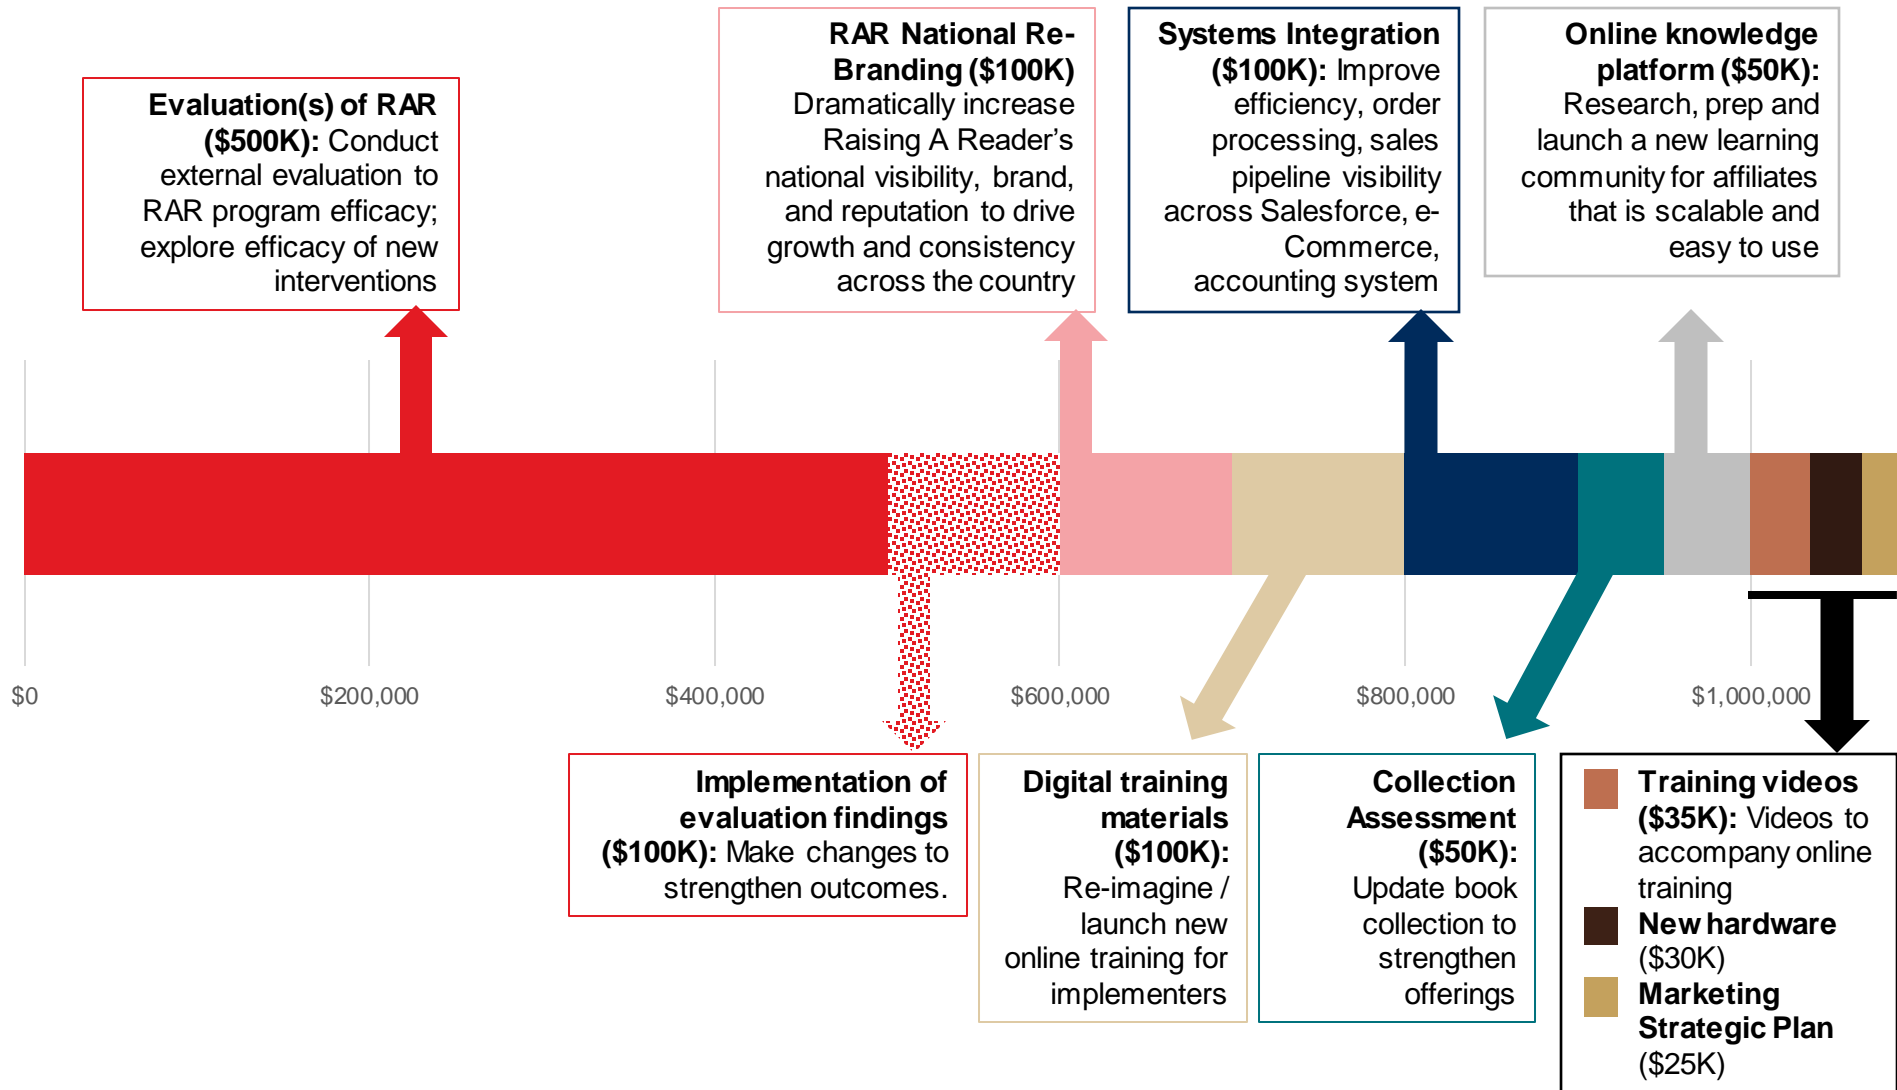 Evaluation(s) of RAR
($500K): Conduct
external evaluation to
RAR program efficacy;
explore efficacy of new
interventions
RAR National Re-
Branding ($100K)
Dramatically increase
Raising A Reader’s
national visibility, brand,
and reputation to drive
growth and consistency
across the country
Systems Integration
($100K): Improve
efficiency, order
processing, sales
pipeline visibility
across Salesforce, e-
Commerce,
accounting system
Online knowledge
platform ($50K):
Research, prep and
launch a new learning
community for affiliates
that is scalable and
easy to use
$0
$200,000
$400,000
$600,000
$800,000
$1,000,000
Implementation of
evaluation findings
($100K): Make changes to
strengthen outcomes.
Digital training
materials
($100K):
Re-imagine /
launch new
online training for
implementers
Collection
Assessment
($50K):
Update book
collection to
strengthen
offerings
Training videos
($35K): Videos to
accompany online
training
New hardware
($30K)
Marketing
Strategic Plan
($25K)